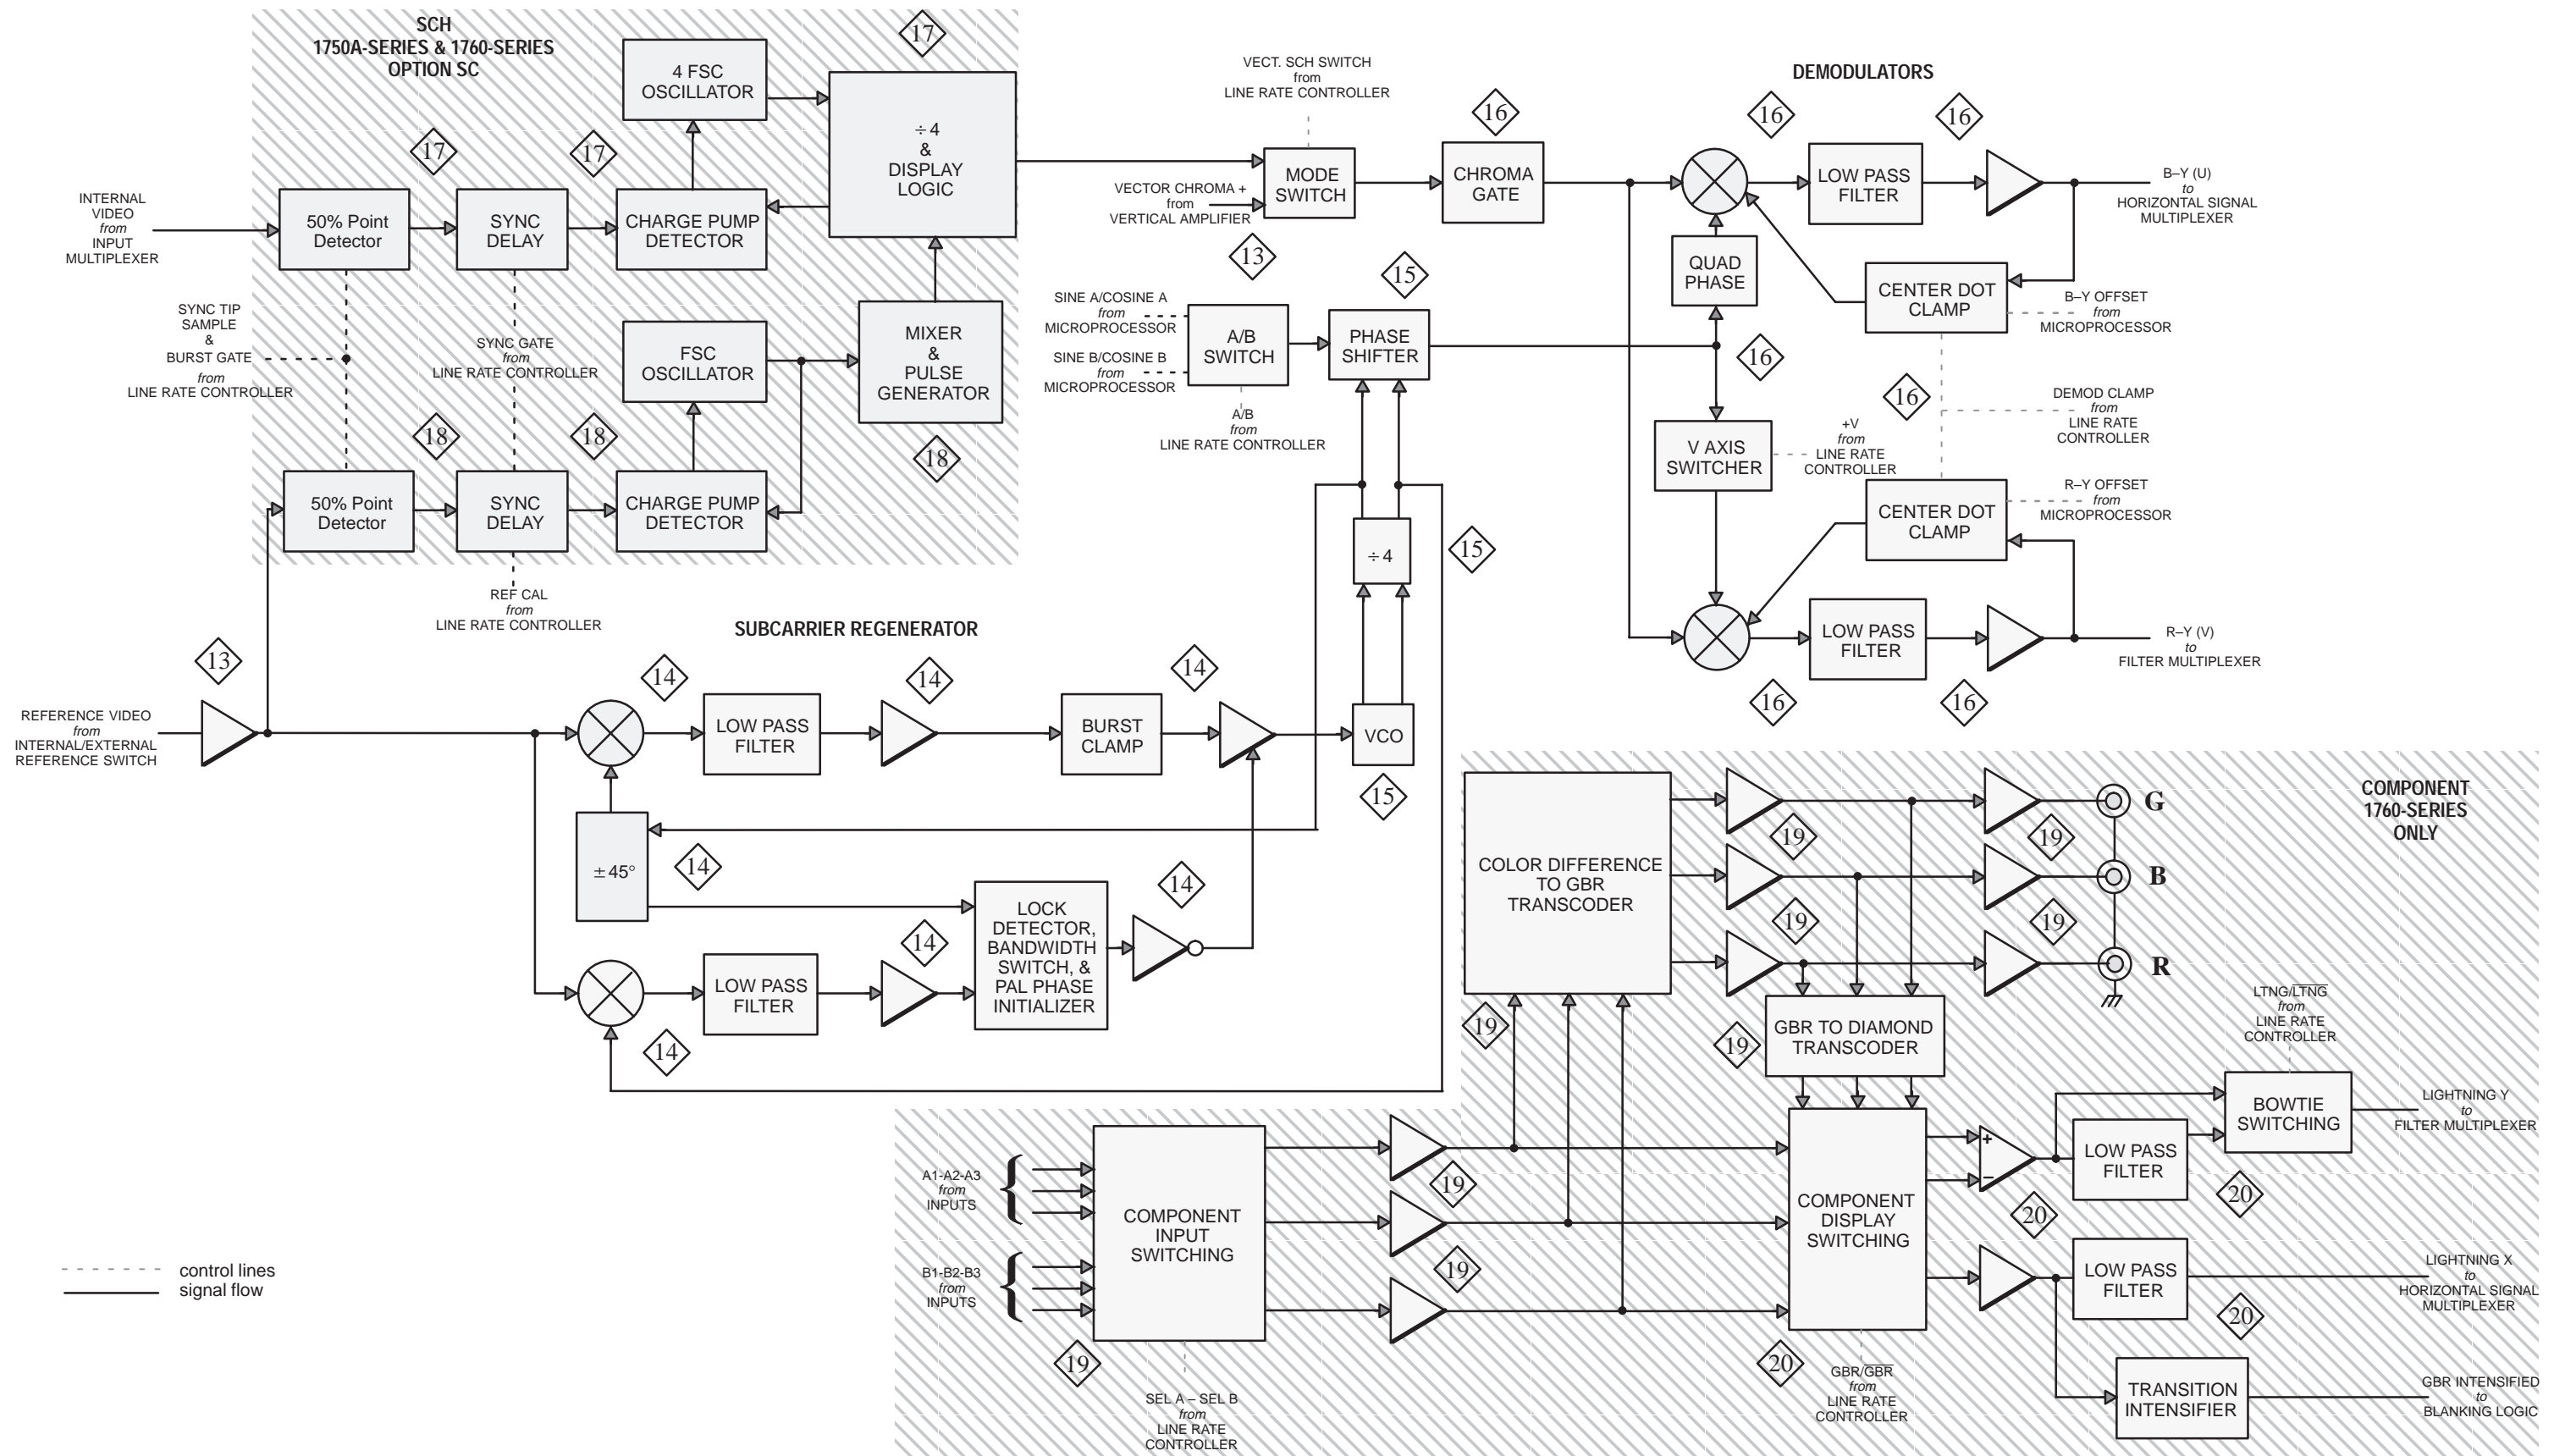 SCH
1750A-SERIES & 1760-SERIES
OPTION SC
17
4 FSC
OSCILLATOR
÷4
&
DISPLAY
LOGIC
17
17
INTERNAL
VIDEO
from
INPUT
MULTIPLEXER
50% Point
Detector
SYNC
DELAY
CHARGE PUMP
DETECTOR
SYNC TIP
SAMPLE
&
BURST GATE
from
LINE RATE CONTROLLER
SYNC GATE
from
LINE RATE CONTROLLER
FSC
OSCILLATOR
MIXER
&
PULSE
GENERATOR
18
18
18
50% Point
Detector
SYNC
DELAY
CHARGE PUMP
DETECTOR
REF CAL
from
LINE RATE CONTROLLER
VECT. SCH SWITCH
from
LINE RATE CONTROLLER
VECTOR CHROMA +
from
VERTICAL AMPLIFIER
MODE
SWITCH
16
CHROMA
GATE
13
15
SINE A/COSINE A
from
MICROPROCESSOR
SINE B/COSINE B
from
MICROPROCESSOR
A/B
SWITCH
PHASE
SHIFTER
A/B
from
LINE RATE CONTROLLER
÷4
15
DEMODULATORS
16
16
LOW PASS
FILTER
B–Y (U)
to
HORIZONTAL SIGNAL
MULTIPLEXER
QUAD
PHASE
CENTER DOT
CLAMP
B–Y OFFSET
from
MICROPROCESSOR
16
16
DEMOD CLAMP
from
LINE RATE
CONTROLLER
V AXIS
SWITCHER
+V
from
LINE RATE
CONTROLLER
CENTER DOT
CLAMP
R–Y OFFSET
from
MICROPROCESSOR
LOW PASS
FILTER
R–Y (V)
to
FILTER MULTIPLEXER
16
16
SUBCARRIER REGENERATOR
13
REFERENCE VIDEO
from
INTERNAL/EXTERNAL
REFERENCE SWITCH
14
LOW PASS
FILTER
14
BURST
CLAMP
14
VCO
15
±45°
14
14
LOCK
DETECTOR,
BANDWIDTH
SWITCH, &
PAL PHASE
INITIALIZER
14
LOW PASS
FILTER
14
COMPONENT
1760-SERIES
ONLY
COLOR DIFFERENCE
TO GBR
TRANSCODER
19
19
G
19
19
B
R
19
19
GBR TO DIAMOND
TRANSCODER
LTNG/LTNG
from
LINE RATE
CONTROLLER
A1-A2-A3
from
INPUTS
B1-B2-B3
from
INPUTS
COMPONENT
INPUT
SWITCHING
19
SEL A – SEL B
from
LINE RATE
CONTROLLER
19
19
COMPONENT
DISPLAY
SWITCHING
20
GBR/GBR
from
LINE RATE
CONTROLLER
+
–
20
LOW PASS
FILTER
BOWTIE
SWITCHING
LIGHTNING Y
to
FILTER MULTIPLEXER
20
LOW PASS
FILTER
20
LIGHTNING X
to
HORIZONTAL SIGNAL
MULTIPLEXER
TRANSITION
INTENSIFIER
GBR INTENSIFIED
to
BLANKING LOGIC
control lines
signal flow